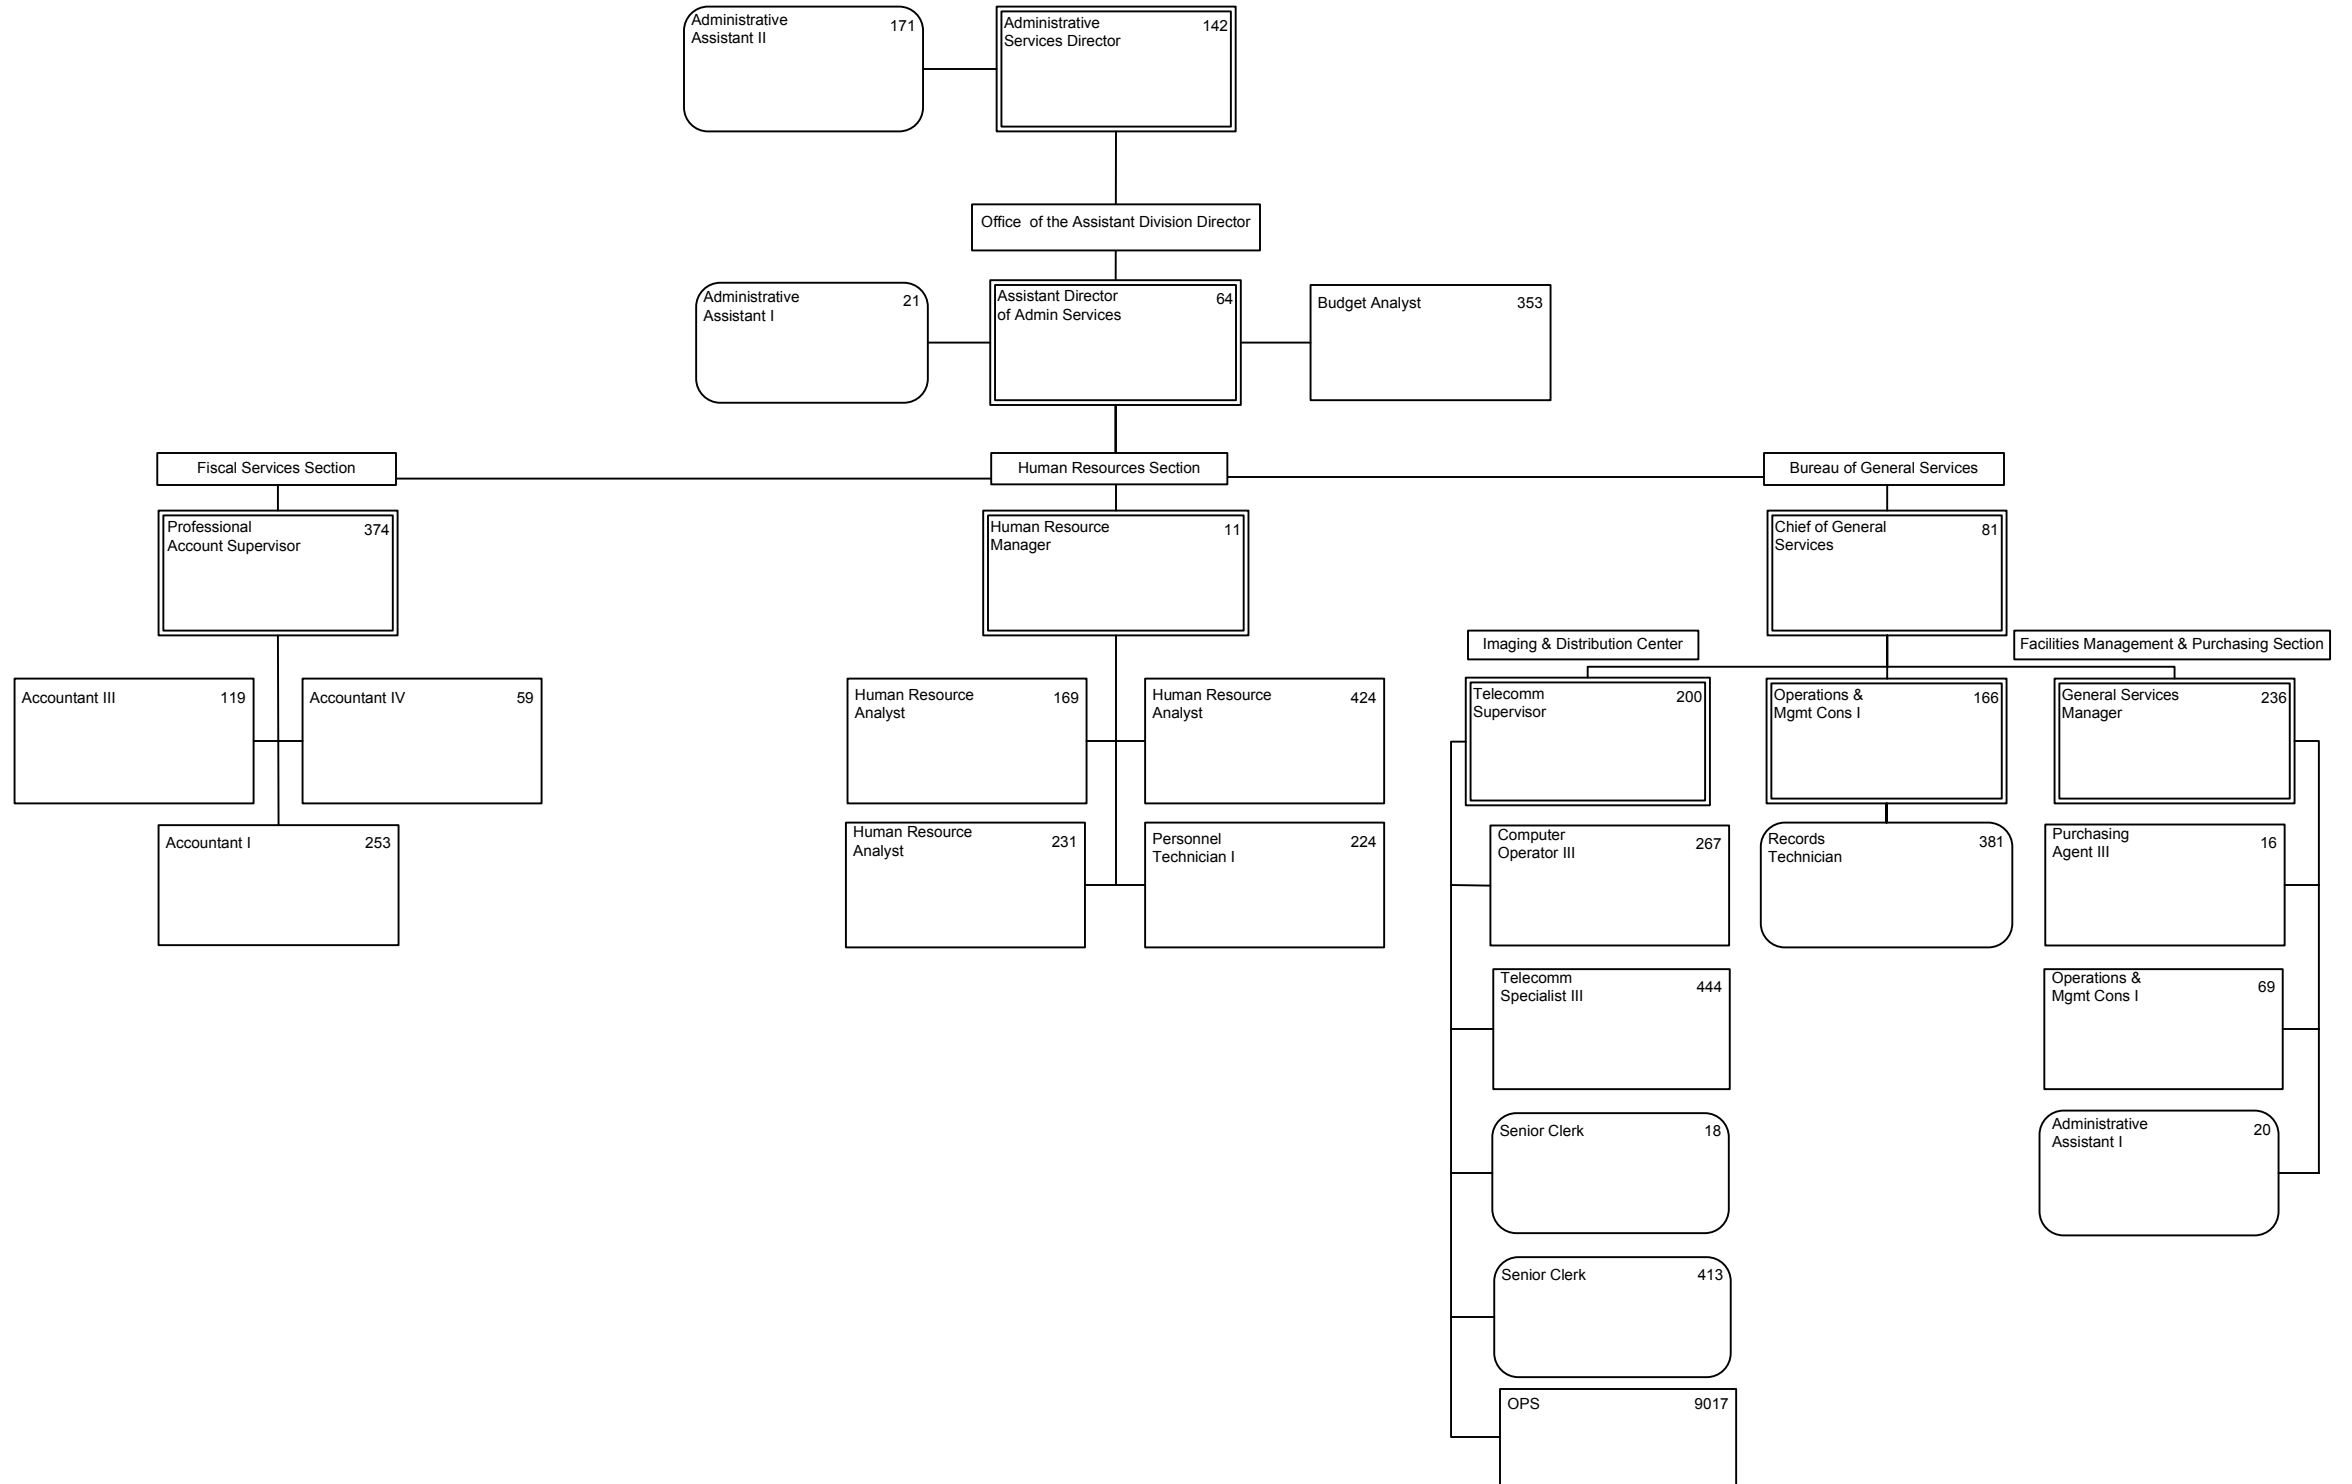 Administrative
Assistant II
171
Administrative
Services Director
142
Office  of the Assistant Division Director
Administrative
Assistant I
21
Assistant Director
of Admin Services
64
Budget Analyst
353
Fiscal Services Section
Human Resources Section
Bureau of General Services
Professional
Account Supervisor
374
Human Resource
Manager
11
Chief of General
Services
81
Imaging & Distribution Center
Facilities Management & Purchasing Section
Accountant III
119
Accountant IV
59
Human Resource
Analyst
169
Human Resource
Analyst
424
Telecomm
Supervisor
200
Operations &
Mgmt Cons I
166
General Services
Manager
236
Accountant I
253
Human Resource
Analyst
231
Personnel
Technician I
224
Computer
Operator III
267
Records
Technician
381
Purchasing
Agent III
16
Telecomm
Specialist III
444
Operations &
Mgmt Cons I
69
Senior Clerk
18
Administrative
Assistant I
20
Senior Clerk
413
OPS
9017